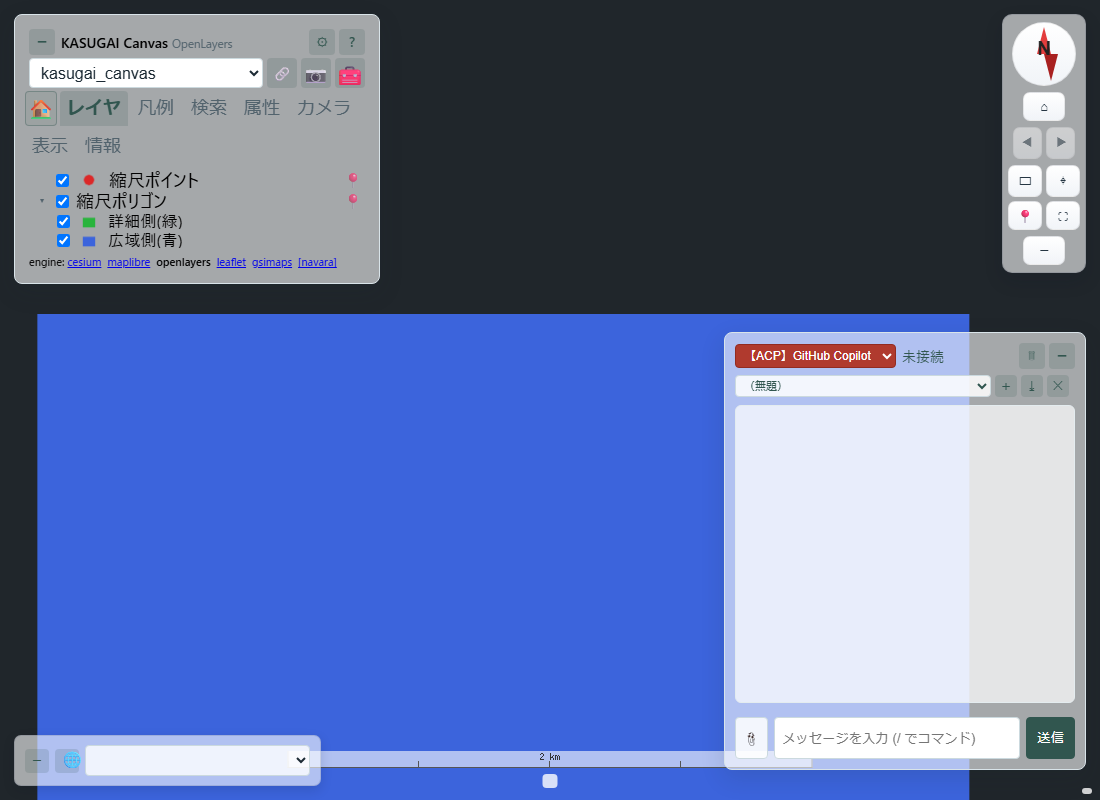 KASUGAI Canvas OpenLayers
?
kasugai_canvas
レイヤ 凡例 検索 属性 カメラ
表示 情報
縮尺ポイント
縮尺ポリゴン
詳細側(緑)
広域側(青)
engine: cesium maplibre openlayers leaflet gsimaps [navara]
N
【ACP】GitHub Copilot 未接続
(無題)
メッセージを入力 (/ でコマンド) 送信
2 km